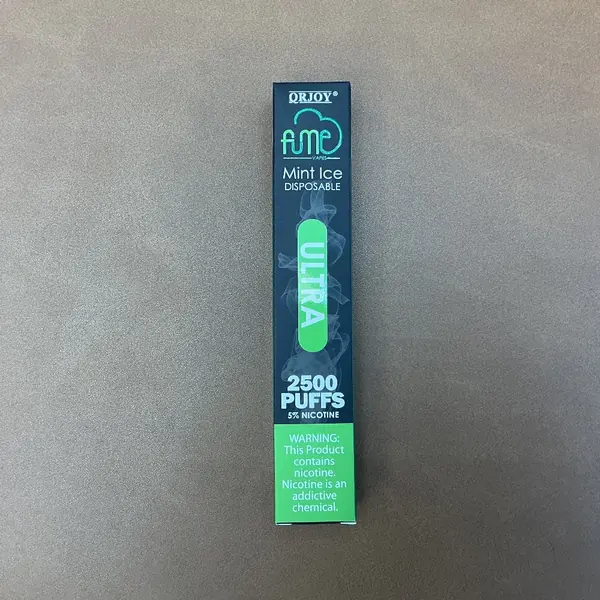 QRJOY®
fume
VAPES
Mint Ice
DISPOSABLE
ULTRA
2500
PUFFS
5% NICOTINE
WARNING:
This Product
contains
nicotine.
Nicotine is an
addictive
chemical.